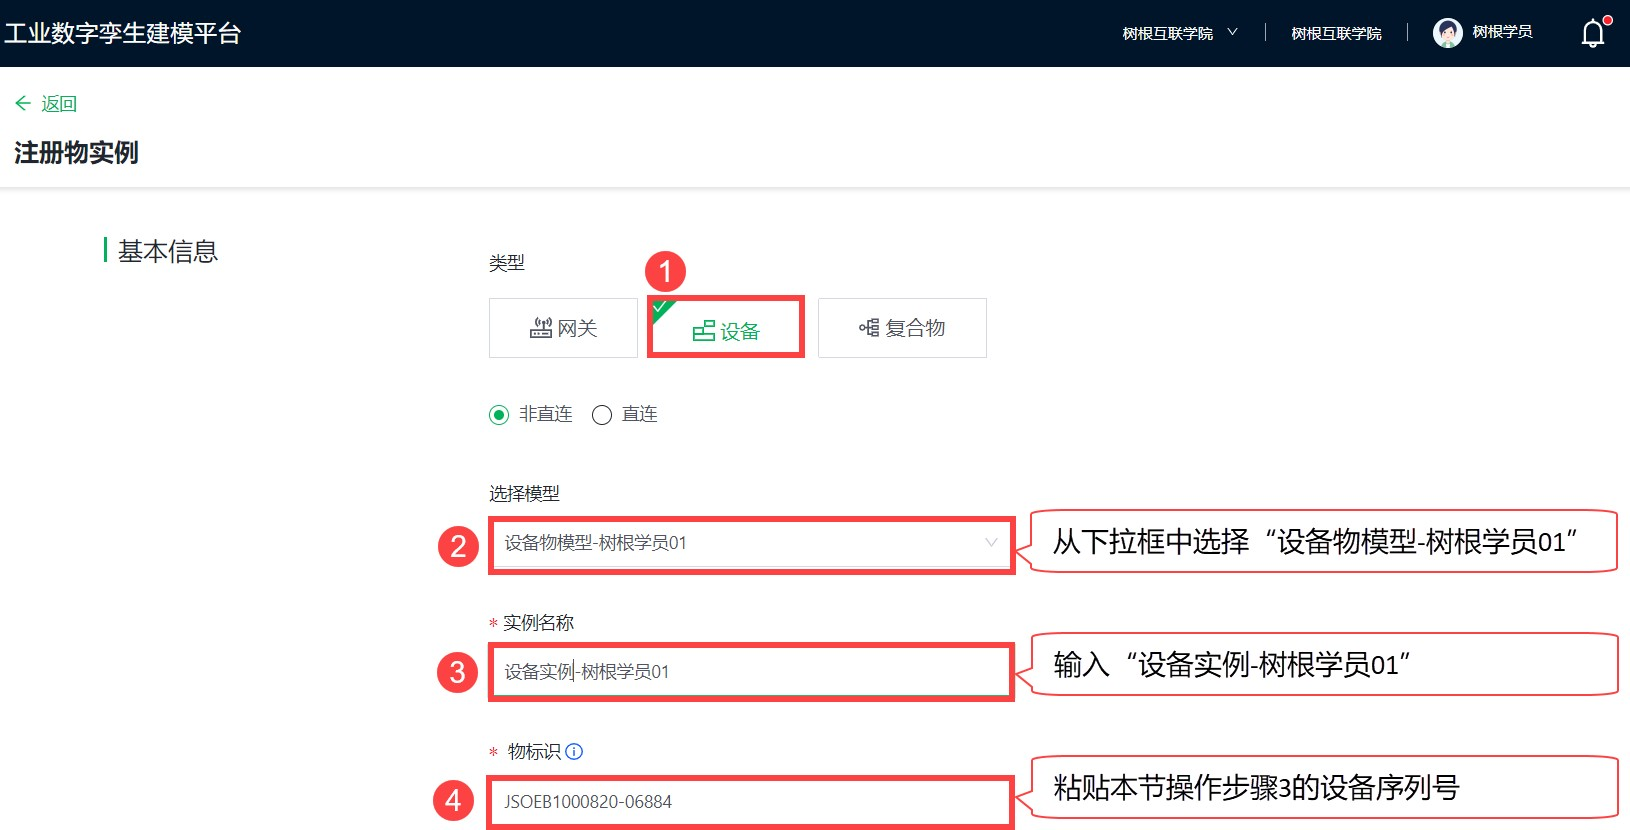 工业数字孪生建模平台
树根互联学院
树根互联学院
树根学员
返回
注册物实例
基本信息
类型
1
网关
设备
复合物
非直连
直连
选择模型
2
设备物模型-树根学员01
从下拉框中选择“设备物模型-树根学员01”
* 实例名称
3
设备实例-树根学员01
输入“设备实例-树根学员01”
* 物标识
4
JSOEB1000820-06884
粘贴本节操作步骤3的设备序列号